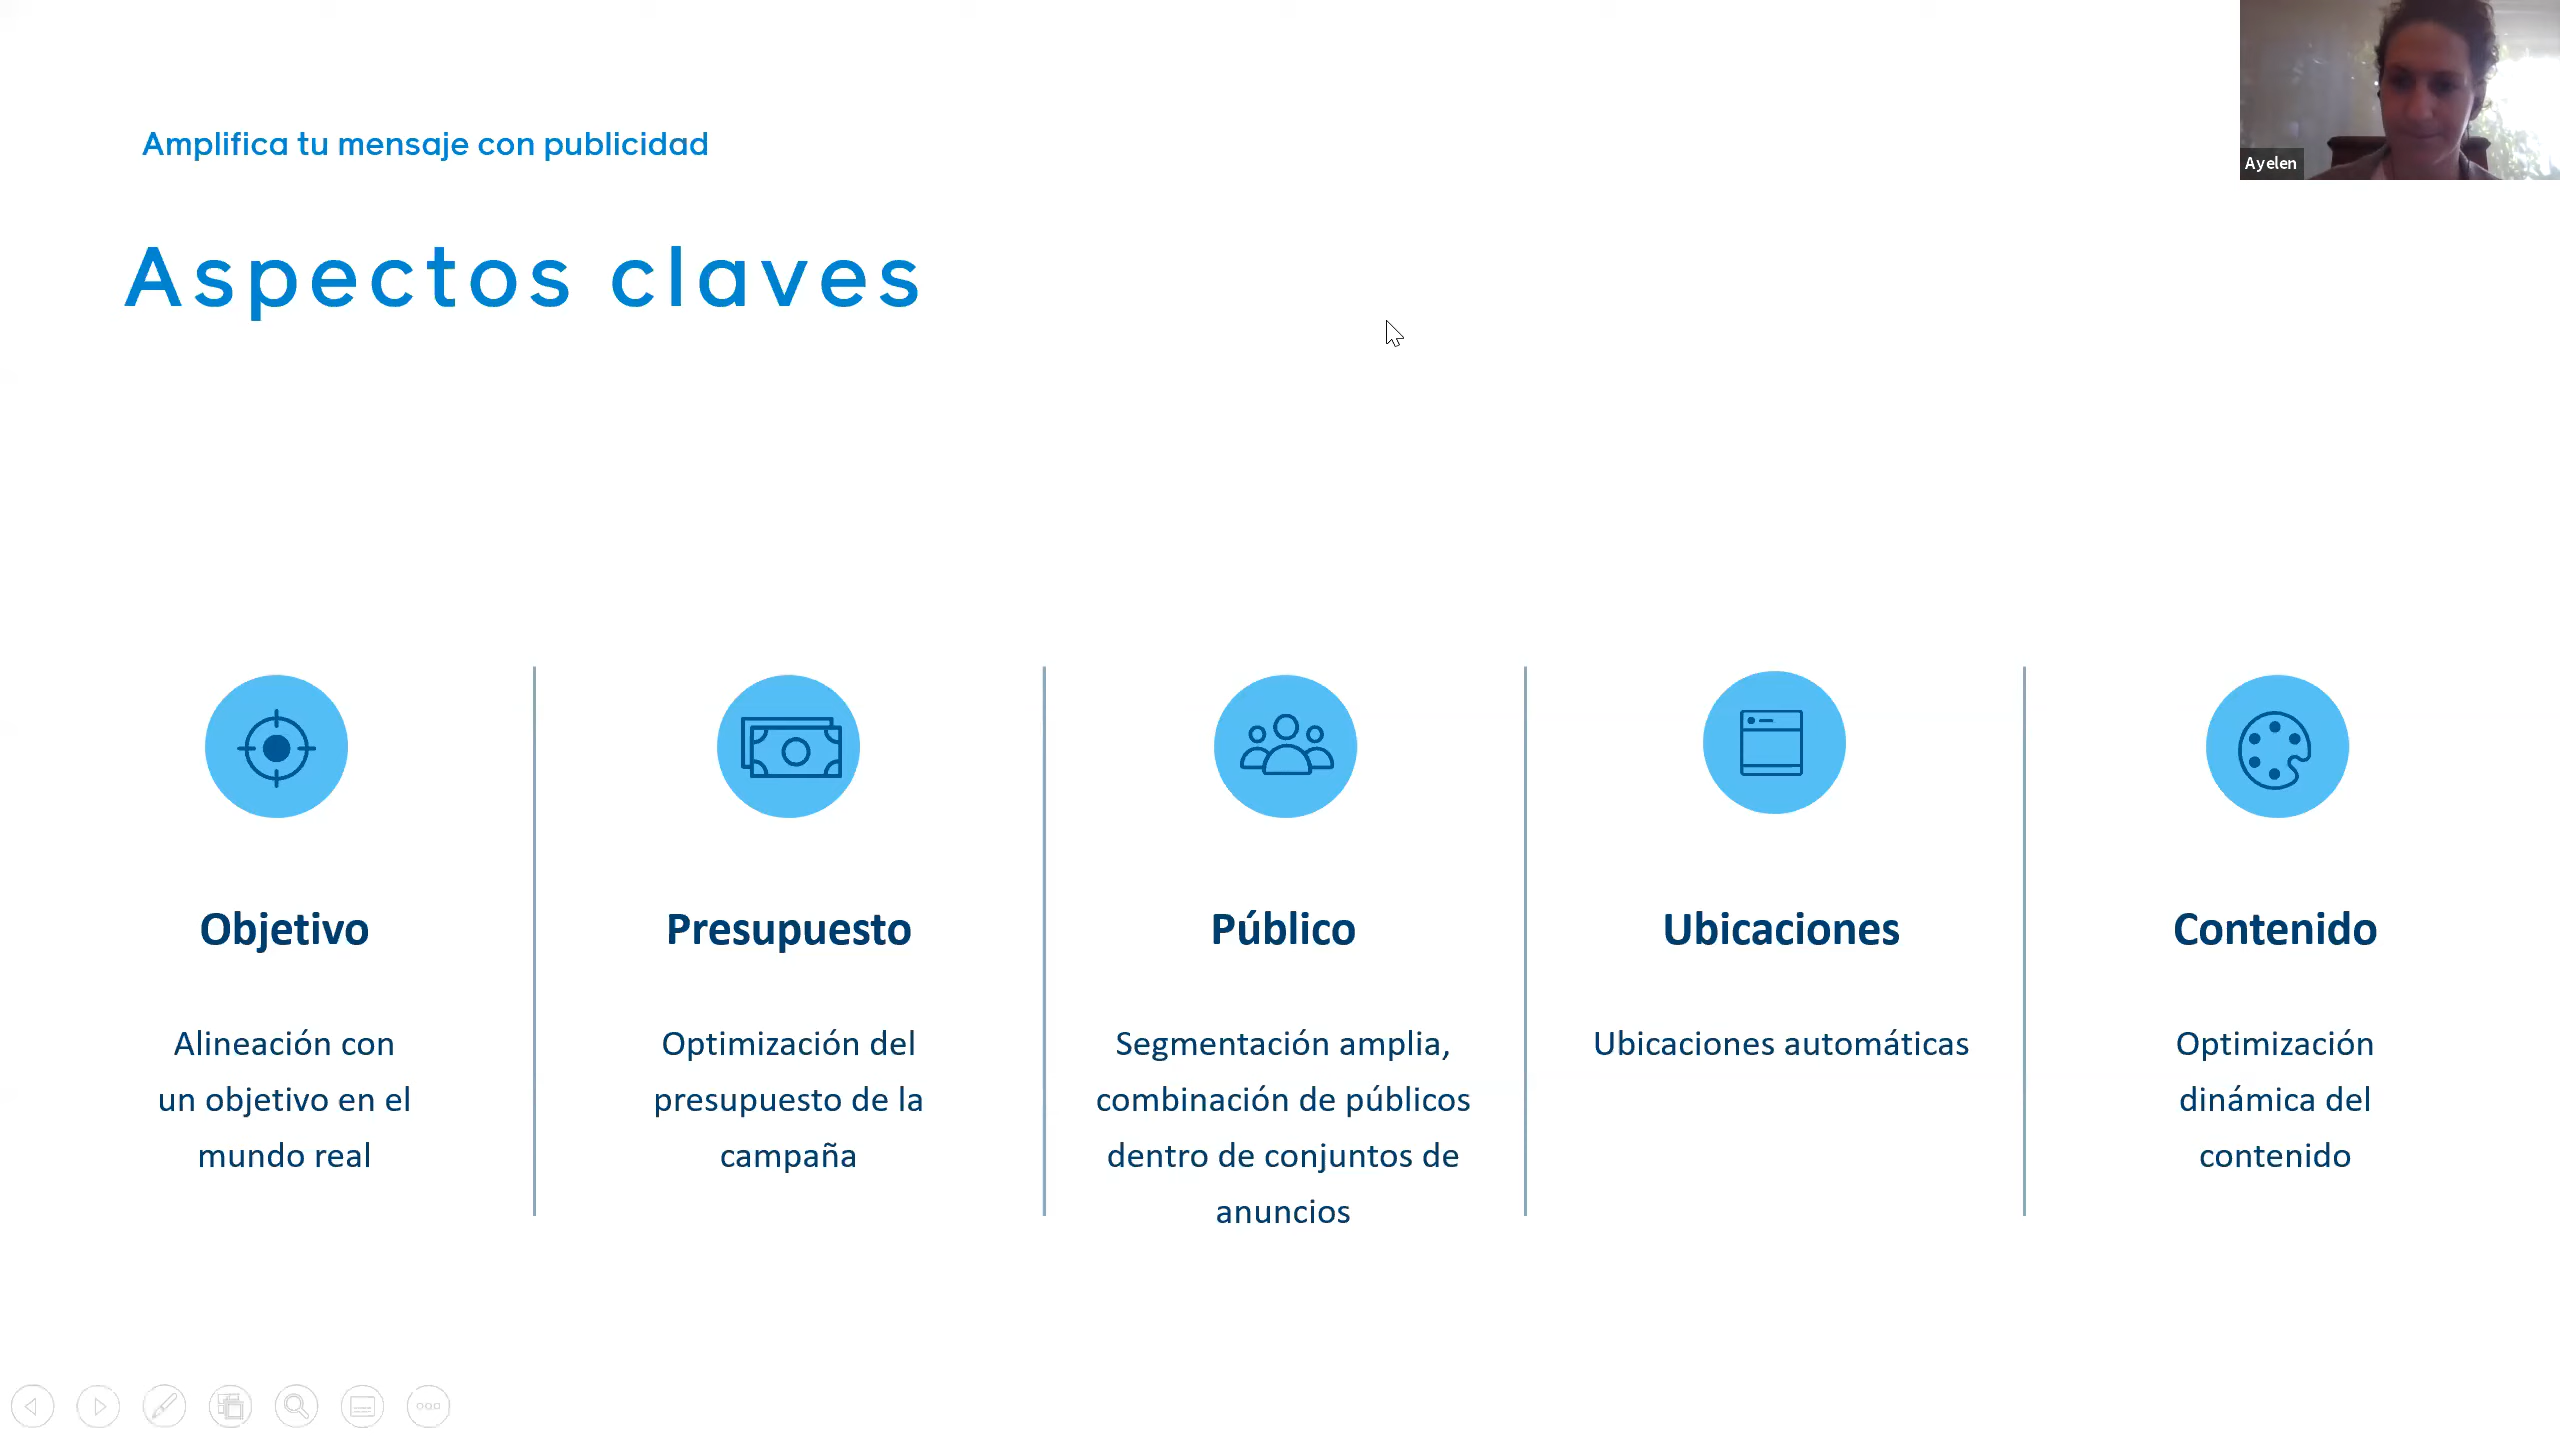 Amplifica tu mensaje con publicidad
Ayelen
Aspectos claves
Objetivo
Alineación con
un objetivo en el
mundo real
Presupuesto
Optimización del
presupuesto de la
campaña
Público
Segmentación amplia,
combinación de públicos
dentro de conjuntos de
anuncios
Ubicaciones
Ubicaciones automáticas
Contenido
Optimización
dinámica del
contenido